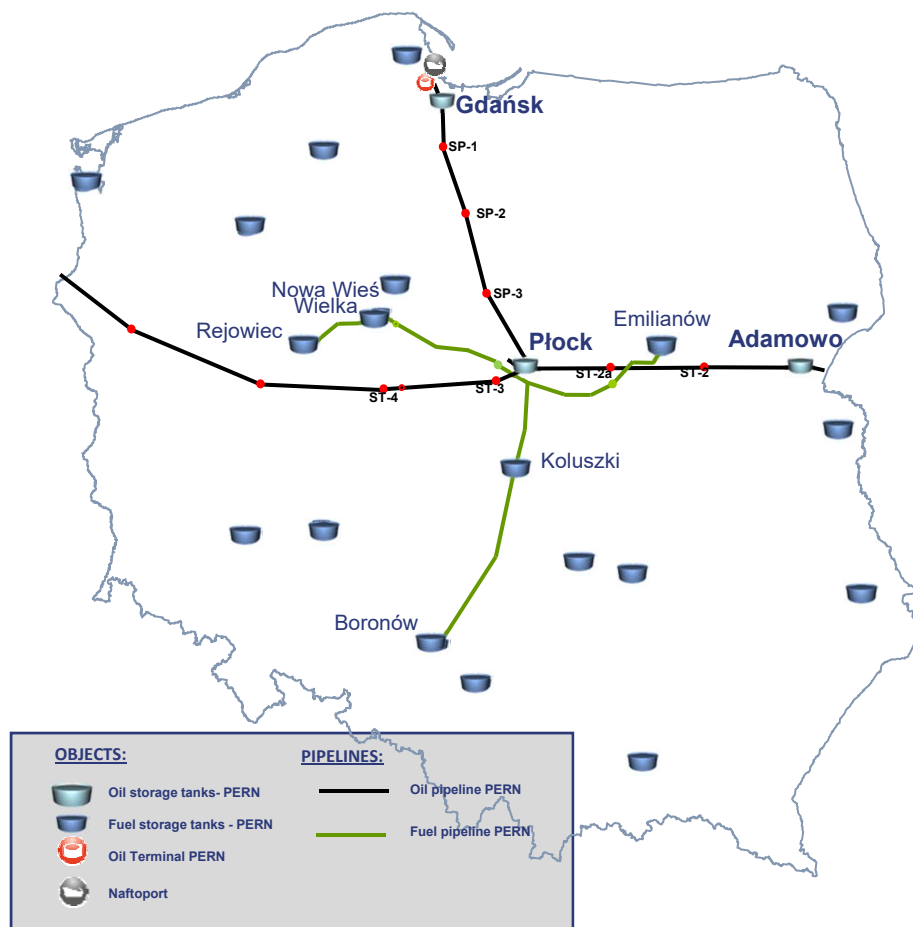 Gdańsk
SP-1
SP-2
SP-3
Nowa Wieś
Wielka
Rejowiec
Emilianów
Płock
Adamowo
ST-2a
ST-2
ST-3
ST-4
Koluszki
Boronów
OBJECTS:
PIPELINES:
Oil storage tanks- PERN
Oil pipeline PERN
Fuel storage tanks - PERN
Fuel pipeline PERN
Oil Terminal PERN
Naftoport